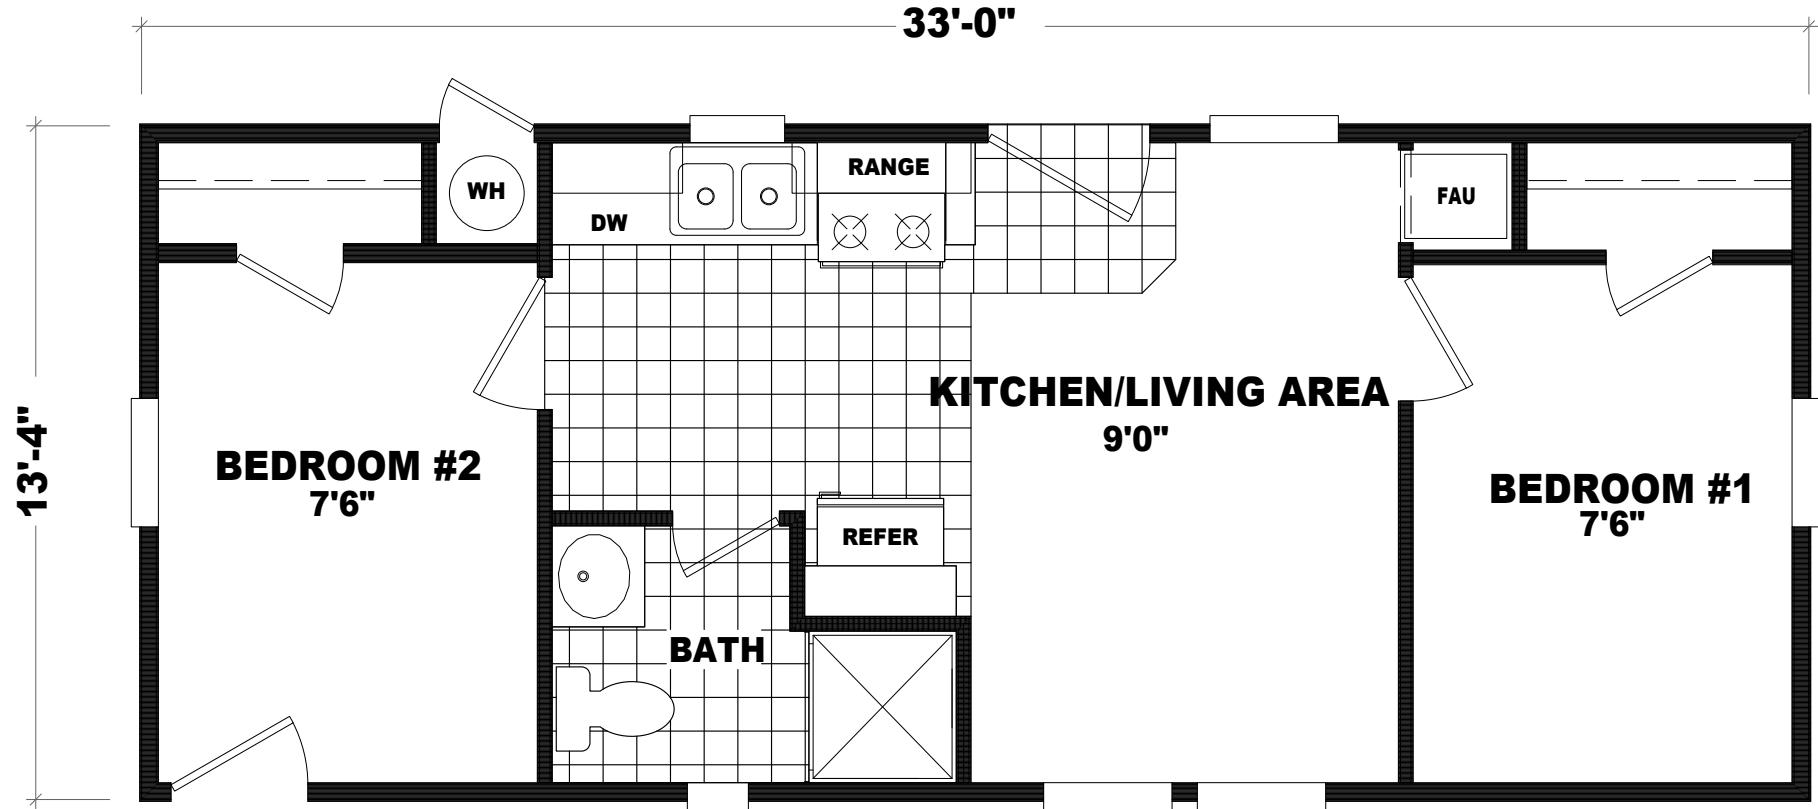 33'-0"
13'-4"
WH
DW
RANGE
FAU
KITCHEN/LIVING AREA
9'0"
BEDROOM #2
7'6"
BEDROOM #1
7'6"
REFER
BATH